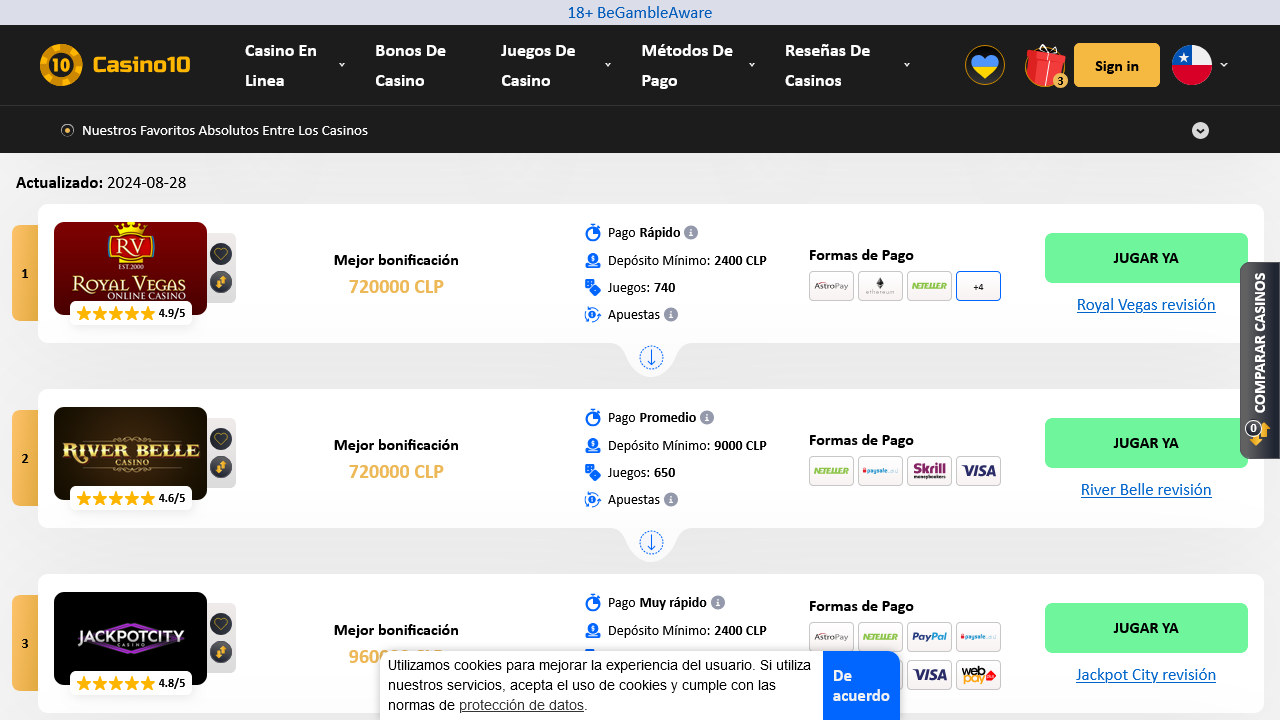 18+ BeGambleAware
10 Casino10
Casino En Linea
Bonos De Casino
Juegos De Casino
Métodos De Pago
Reseñas De Casinos
3
Sign in
Nuestros Favoritos Absolutos Entre Los Casinos
Actualizado: 2024-08-28
1
RV
EST.2000
ROYAL VEGAS
ONLINE CASINO
4.9/5
Mejor bonificación
720000 CLP
Pago Rápido
Depósito Mínimo: 2400 CLP
Juegos: 740
Apuestas
Formas de Pago
AstroPay
ethereum
NETELLER
+4
JUGAR YA
Royal Vegas revisión
COMPARAR CASINOS
0
2
RIVER BELLE
CASINO
4.6/5
Mejor bonificación
720000 CLP
Pago Promedio
Depósito Mínimo: 9000 CLP
Juegos: 650
Apuestas
Formas de Pago
NETELLER
paysafecard
Skrill
moneybookers
VISA
JUGAR YA
River Belle revisión
3
JACKPOTCITY
CASINO
4.8/5
Mejor bonificación
Pago Muy rápido
Depósito Mínimo: 2400 CLP
Formas de Pago
AstroPay
NETELLER
PayPal
paysafecard
VISA
web pay plus
JUGAR YA
Jackpot City revisión
Utilizamos cookies para mejorar la experiencia del usuario. Si utiliza
nuestros servicios, acepta el uso de cookies y cumple con las
normas de protección de datos.
De
acuerdo